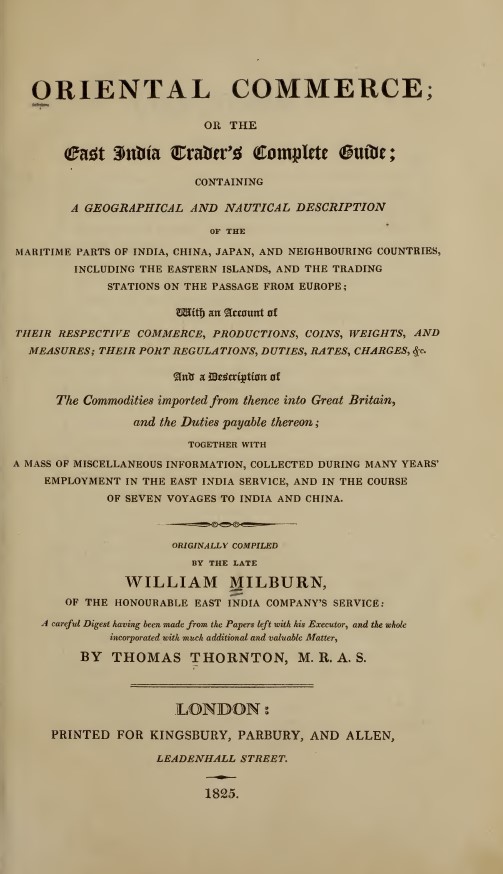 ORIENTAL COMMERCE;
OR THE
East India Trader's Complete Guide;
CONTAINING
A GEOGRAPHICAL AND NAUTICAL DESCRIPTION
OF THE
MARITIME PARTS OF INDIA, CHINA, JAPAN, AND NEIGHBOURING COUNTRIES,
INCLUDING THE EASTERN ISLANDS, AND THE TRADING
STATIONS ON THE PASSAGE FROM EUROPE;
With an Account of
THEIR RESPECTIVE COMMERCE, PRODUCTIONS, COINS, WEIGHTS, AND
MEASURES; THEIR PORT REGULATIONS, DUTIES, RATES, CHARGES, &c.
And a Description of
The Commodities imported from thence into Great Britain,
and the Duties payable thereon;
TOGETHER WITH
A MASS OF MISCELLANEOUS INFORMATION, COLLECTED DURING MANY YEARS'
EMPLOYMENT IN THE EAST INDIA SERVICE, AND IN THE COURSE
OF SEVEN VOYAGES TO INDIA AND CHINA.
ORIGINALLY COMPILED
BY THE LATE
WILLIAM MILBURN,
OF THE HONOURABLE EAST INDIA COMPANY'S SERVICE:
A careful Digest having been made from the Papers left with his Executor, and the whole
incorporated with much additional and valuable Matter,
BY THOMAS THORNTON, M. R. A. S.
LONDON:
PRINTED FOR KINGSBURY, PARBURY, AND ALLEN,
LEADENHALL STREET.
1825.